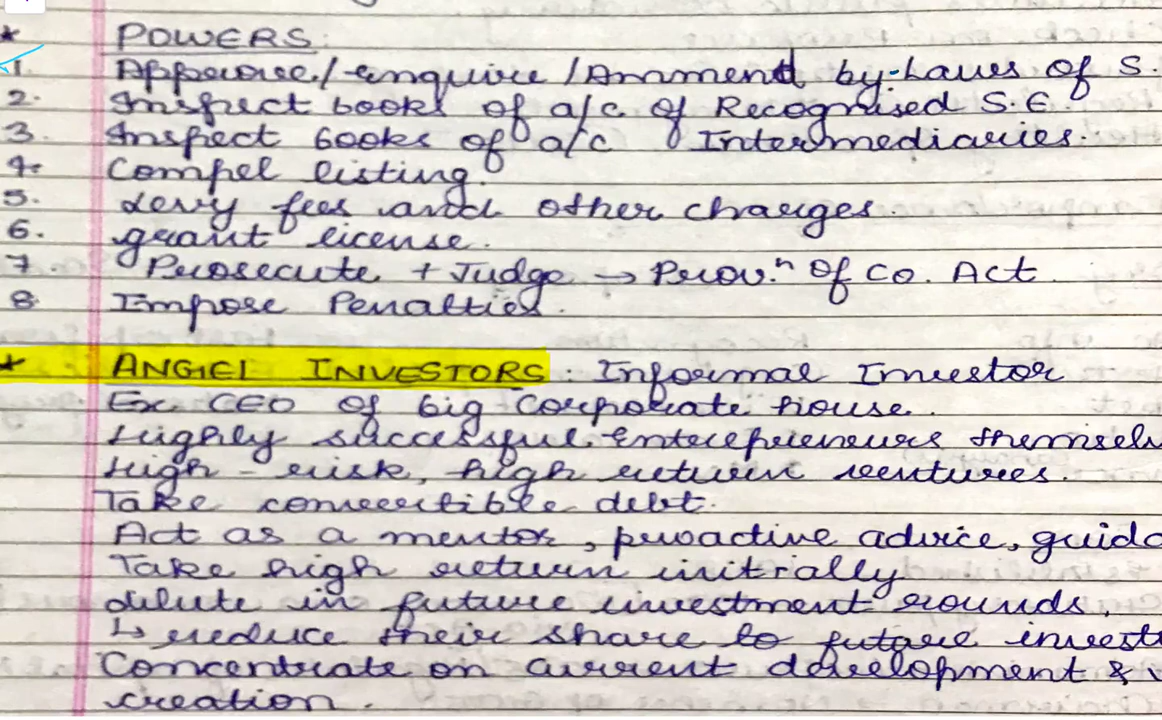 * POWERS:
1. Approve/enquire/Ammend by-laws of S.
2. Inspect books of a/c of Recognised S.E.
3. Inspect books of a/c of Intermediaries.
4. Compel listing.
5. Levy fees and other charges.
6. grant license.
7. Prosecute + Judge → Provⁿ of Co. Act
8. Impose Penalties.
* ANGEL INVESTORS: Informal Investor
Ex. CEO of big Corporate house.
Highly successful. Enterepreneurs themsel
High-risk, high return ventures.
Take convertible debt.
Act as a mentor, proactive advice, guida
Take high return initially
dilute in future investment rounds.
↳ reduce their share to future invest
Concentrate on current development &
creation.